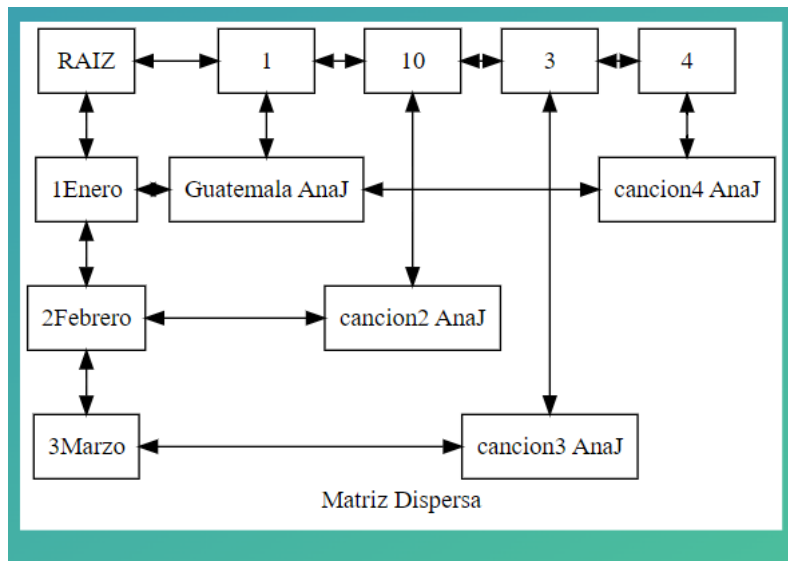 RAIZ 1 10 3 4
1Enero Guatemala AnaJ cancion4 AnaJ
2Febrero cancion2 AnaJ
3Marzo cancion3 AnaJ
Matriz Dispersa